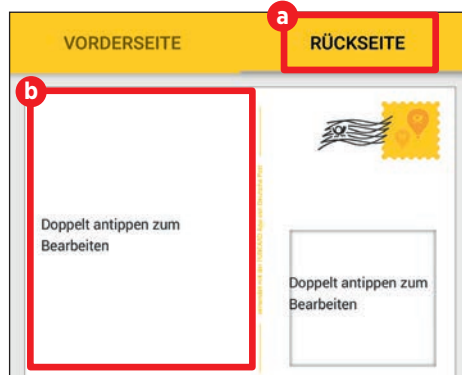 a
VORDERSEITE
RÜCKSEITE
b
Doppelt antippen zum
Bearbeiten
Doppelt antippen zum
Bearbeiten